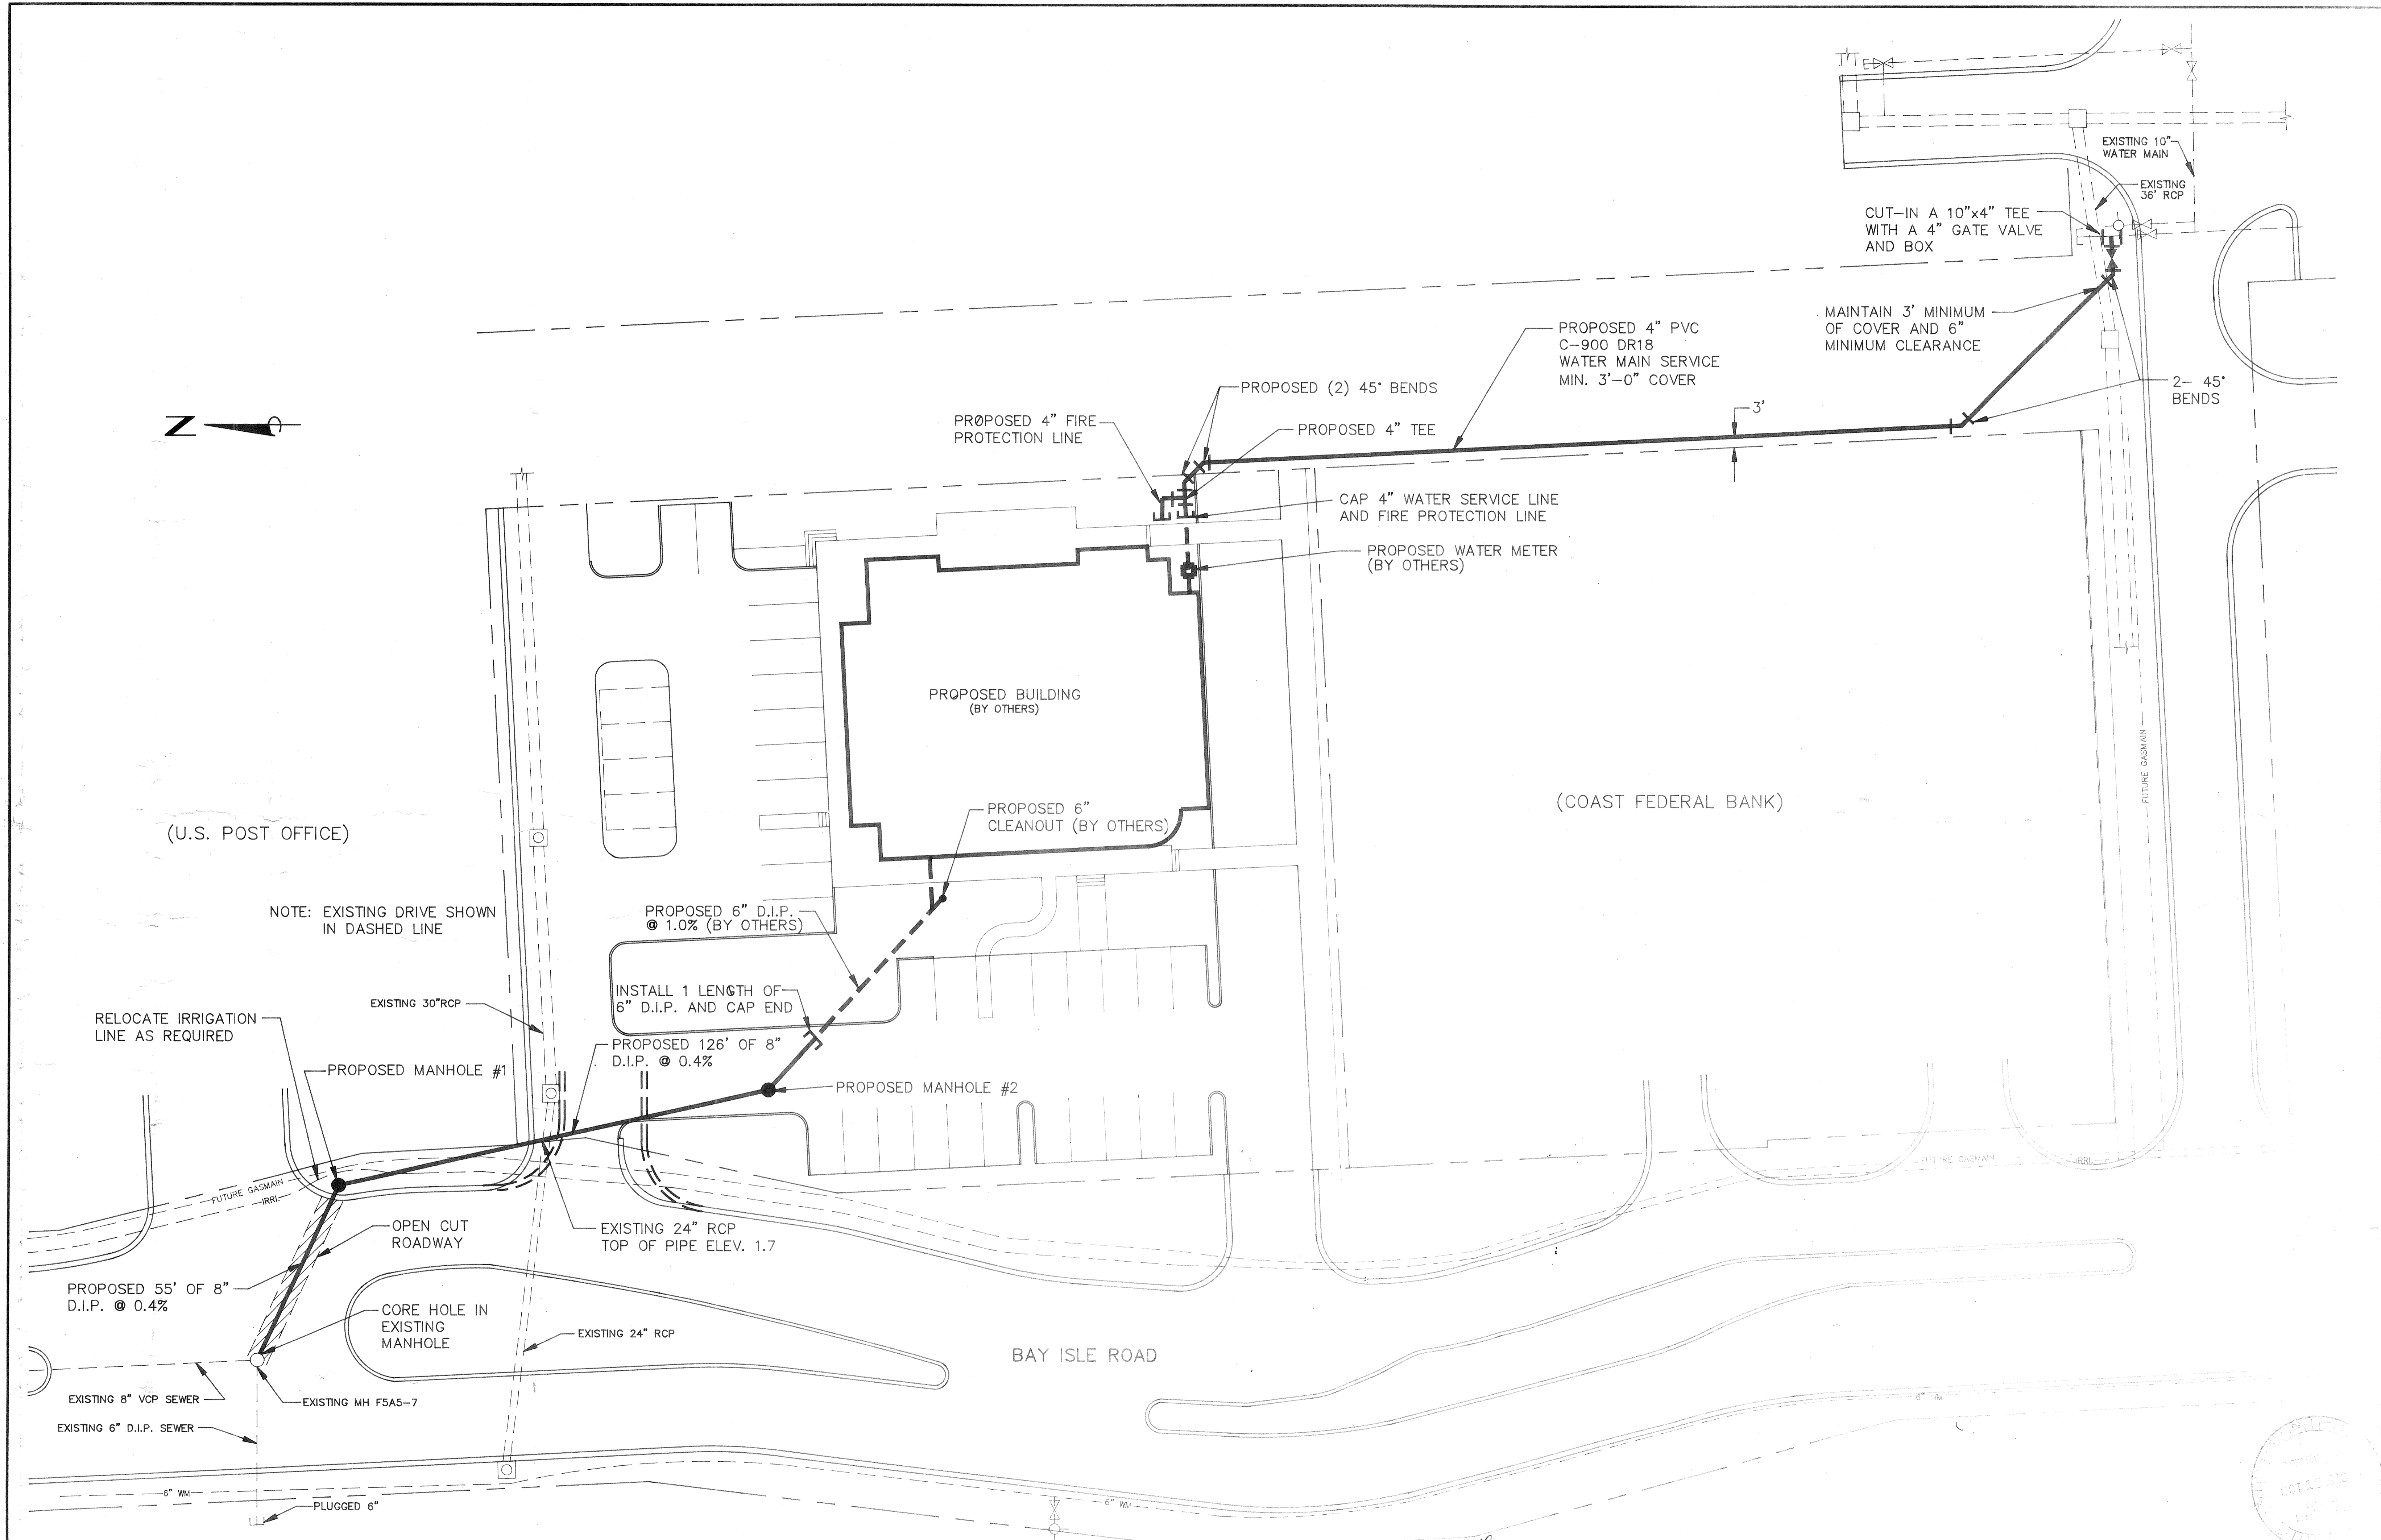 EXISTING 10"
WATER MAIN
EXISTING
36' RCP
CUT-IN A 10"x4" TEE
WITH A 4" GATE VALVE
AND BOX
MAINTAIN 3' MINIMUM
OF COVER AND 6"
MINIMUM CLEARANCE
2- 45°
BENDS
PROPOSED 4" PVC
C-900 DR18
WATER MAIN SERVICE
MIN. 3'-0" COVER
3'
PROPOSED (2) 45° BENDS
PROPOSED 4" FIRE
PROTECTION LINE
PROPOSED 4" TEE
N
CAP 4" WATER SERVICE LINE
AND FIRE PROTECTION LINE
PROPOSED WATER METER
(BY OTHERS)
PROPOSED BUILDING
(BY OTHERS)
FUTURE GASMAIN
(COAST FEDERAL BANK)
(U.S. POST OFFICE)
PROPOSED 6"
CLEANOUT (BY OTHERS)
NOTE: EXISTING DRIVE SHOWN
IN DASHED LINE
PROPOSED 6" D.I.P.
@ 1.0% (BY OTHERS)
EXISTING 30"RCP
INSTALL 1 LENGTH OF
6" D.I.P. AND CAP END
RELOCATE IRRIGATION
LINE AS REQUIRED
PROPOSED 126' OF 8"
D.I.P. @ 0.4%
PROPOSED MANHOLE #1
PROPOSED MANHOLE #2
FUTURE GASMAIN
IRRI.
FUTURE GASMAIN
IRRI.
OPEN CUT
ROADWAY
EXISTING 24" RCP
TOP OF PIPE ELEV. 1.7
PROPOSED 55' OF 8"
D.I.P. @ 0.4%
CORE HOLE IN
EXISTING
MANHOLE
EXISTING 24" RCP
BAY ISLE ROAD
EXISTING 8" VCP SEWER
EXISTING MH F5A5-7
EXISTING 6" D.I.P. SEWER
6" WM
6" WM
6" WM
PLUGGED 6"